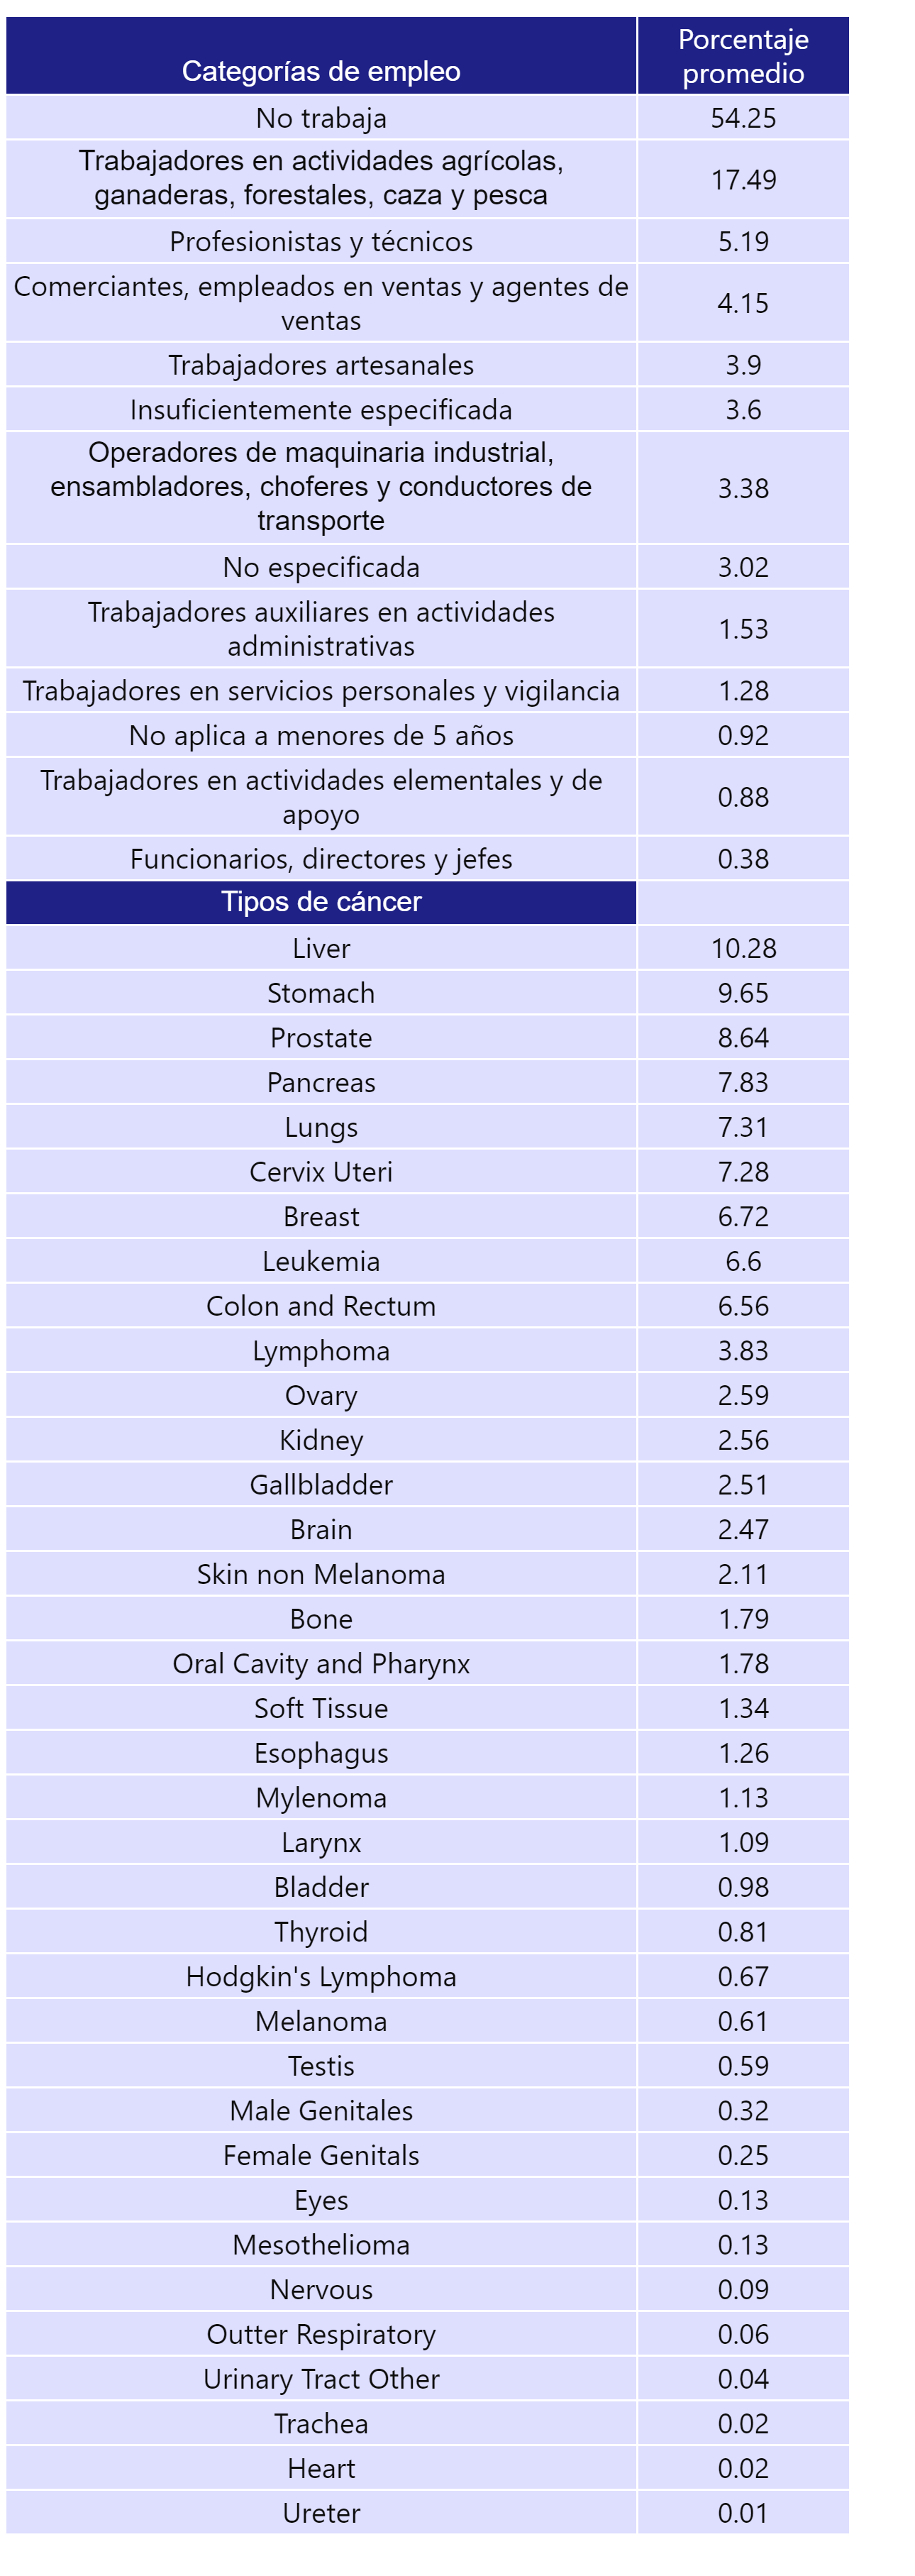 Categorías de empleo
Porcentaje
promedio
No trabaja 54.25
Trabajadores en actividades agrícolas,
ganaderas, forestales, caza y pesca
17.49
Profesionistas y técnicos 5.19
Comerciantes, empleados en ventas y agentes de
ventas
4.15
Trabajadores artesanales 3.9
Insuficientemente especificada 3.6
Operadores de maquinaria industrial,
ensambladores, choferes y conductores de
transporte
3.38
No especificada 3.02
Trabajadores auxiliares en actividades
administrativas
1.53
Trabajadores en servicios personales y vigilancia 1.28
No aplica a menores de 5 años 0.92
Trabajadores en actividades elementales y de
apoyo
0.88
Funcionarios, directores y jefes 0.38
Tipos de cáncer
Liver 10.28
Stomach 9.65
Prostate 8.64
Pancreas 7.83
Lungs 7.31
Cervix Uteri 7.28
Breast 6.72
Leukemia 6.6
Colon and Rectum 6.56
Lymphoma 3.83
Ovary 2.59
Kidney 2.56
Gallbladder 2.51
Brain 2.47
Skin non Melanoma 2.11
Bone 1.79
Oral Cavity and Pharynx 1.78
Soft Tissue 1.34
Esophagus 1.26
Mylenoma 1.13
Larynx 1.09
Bladder 0.98
Thyroid 0.81
Hodgkin's Lymphoma 0.67
Melanoma 0.61
Testis 0.59
Male Genitales 0.32
Female Genitals 0.25
Eyes 0.13
Mesothelioma 0.13
Nervous 0.09
Outter Respiratory 0.06
Urinary Tract Other 0.04
Trachea 0.02
Heart 0.02
Ureter 0.01